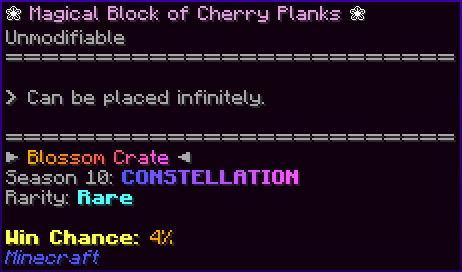 ❀ Magical Block of Cherry Planks ❀
Unmodifiable
================================
> Can be placed infinitely.
================================
► Blossom Crate ◄
Season 10: CONSTELLATION
Rarity: Rare
Win Chance: 4%
Minecraft